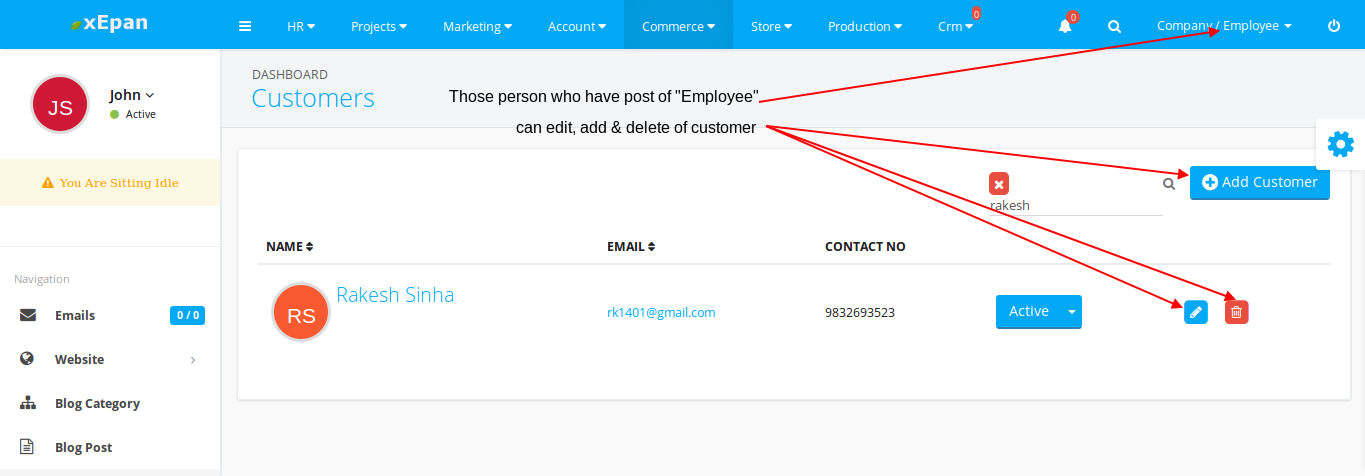 xEpan
HR
Projects
Marketing
Account
Commerce
Store
Production
Crm
0
0
Company / Employee
JS
John
Active
DASHBOARD
Customers
Those person who have post of "Employee"
can edit, add & delete of customer
You Are Sitting Idle
Add Customer
rakesh
NAME
EMAIL
CONTACT NO
RS
Rakesh Sinha
rk1401@gmail.com
9832693523
Active
Navigation
Emails
0 / 0
Website
Blog Category
Blog Post